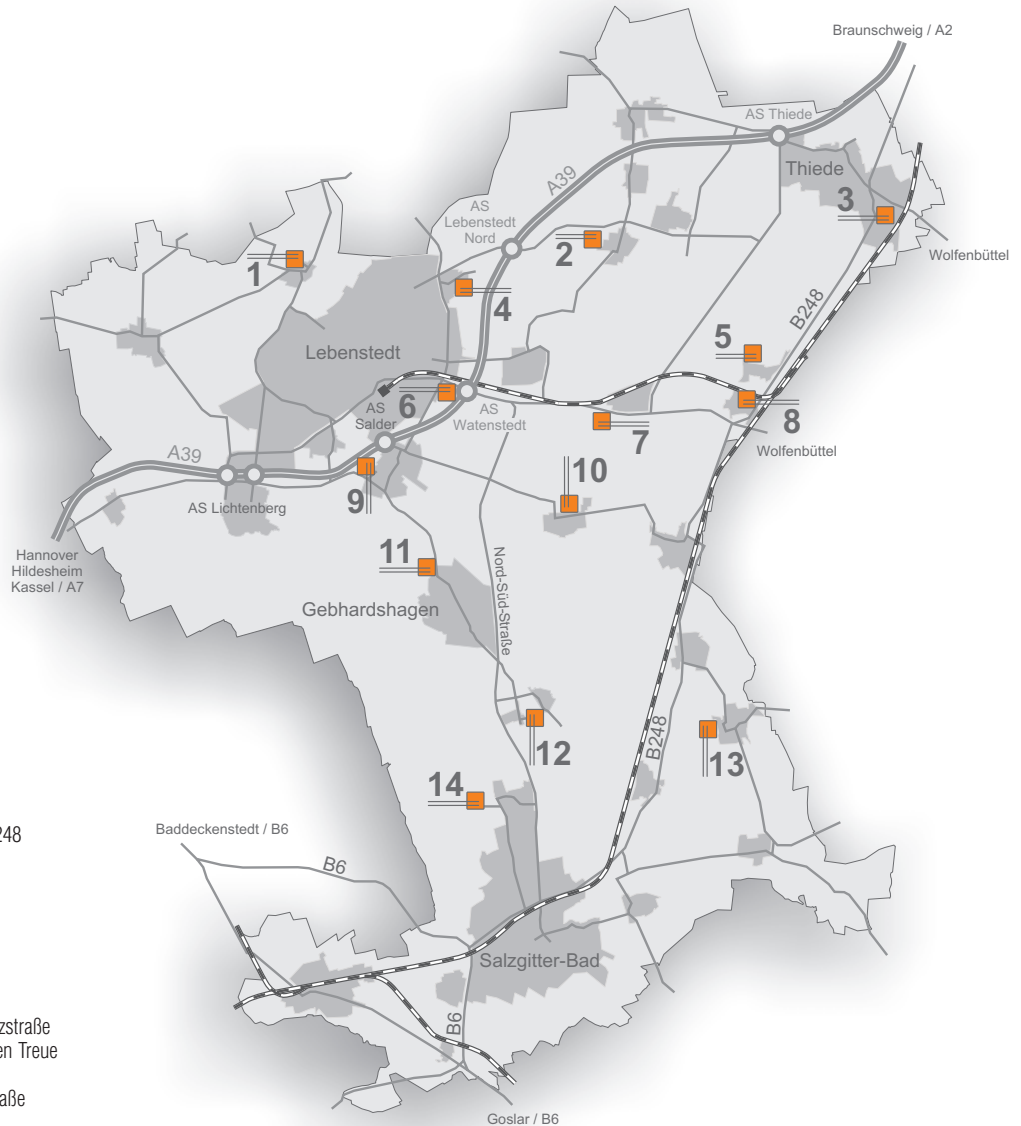 Braunschweig / A2
AS Thiede
Thiede
A39
3
AS
Lebenstedt
Nord
2
Wolfenbüttel
1
4
B248
Lebenstedt
5
6
AS
Salder
AS
Watenstedt
7
8
Wolfenbüttel
A39
9
10
AS Lichtenberg
Hannover
Hildesheim
Kassel / A7
11
Gebhardshagen
Nord-Süd-Straße
12
B248
13
14
248
Baddeckenstedt / B6
B6
Salzgitter-Bad
zstraße
en Treue
B6
aße
Goslar / B6